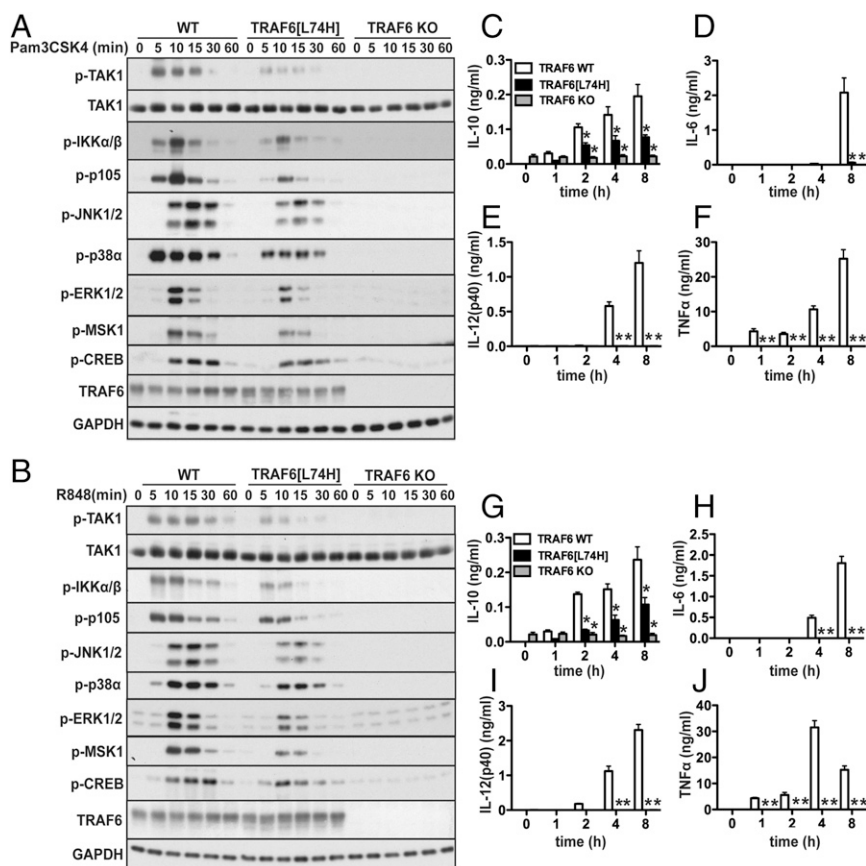 A
WT TRAF6[L74H] TRAF6 KO
Pam3CSK4 (min) 0 5 10 15 30 60 0 5 10 15 30 60 0 5 10 15 30 60
p-TAK1
TAK1
p-IKKα/β
p-p105
p-JNK1/2
p-p38α
p-ERK1/2
p-MSK1
p-CREB
TRAF6
GAPDH
B
WT TRAF6[L74H] TRAF6 KO
R848(min) 0 5 10 15 30 60 0 5 10 15 30 60 0 5 10 15 30 60
p-TAK1
TAK1
p-IKKα/β
p-p105
p-JNK1/2
p-p38α
p-ERK1/2
p-MSK1
p-CREB
TRAF6
GAPDH
C
IL-10 (ng/ml)
0.3
0.2
0.1
0.0
TRAF6 WT
TRAF6[L74H]
TRAF6 KO
* * * * * *
0 1 2 4 8
time (h)
D
IL-6 (ng/ml)
3
2
1
0
**
0 1 2 4 8
time (h)
E
IL-12(p40) (ng/ml)
1.5
1.0
0.5
0.0
** **
0 1 2 4 8
time (h)
F
TNFα (ng/ml)
30
20
10
0
** ** ** **
0 1 2 4 8
time (h)
G
IL-10 (ng/ml)
0.3
0.2
0.1
0.0
TRAF6 WT
TRAF6[L74H]
TRAF6 KO
* * * * * *
0 1 2 4 8
time (h)
H
IL-6 (ng/ml)
2.5
2.0
1.5
1.0
0.5
0.0
** **
0 1 2 4 8
time (h)
I
IL-12(p40) (ng/ml)
3
2
1
0
** **
0 1 2 4 8
time (h)
J
TNFα (ng/ml)
40
30
20
10
0
** ** ** **
0 1 2 4 8
time (h)